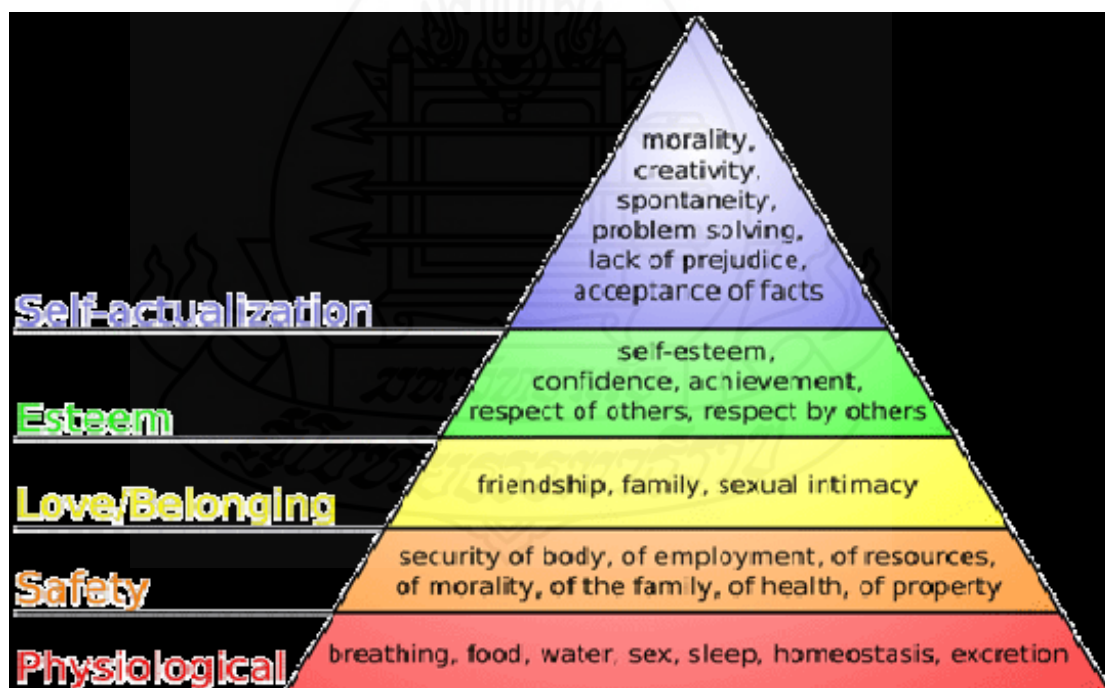 morality,
creativity,
spontaneity,
problem solving,
lack of prejudice,
acceptance of facts
Self-actualization
self-esteem,
confidence, achievement,
respect of others, respect by others
Esteem
friendship, family, sexual intimacy
Love/Belonging
security of body, of employment, of resources,
of morality, of the family, of health, of property
Safety
breathing, food, water, sex, sleep, homeostasis, excretion
Physiological